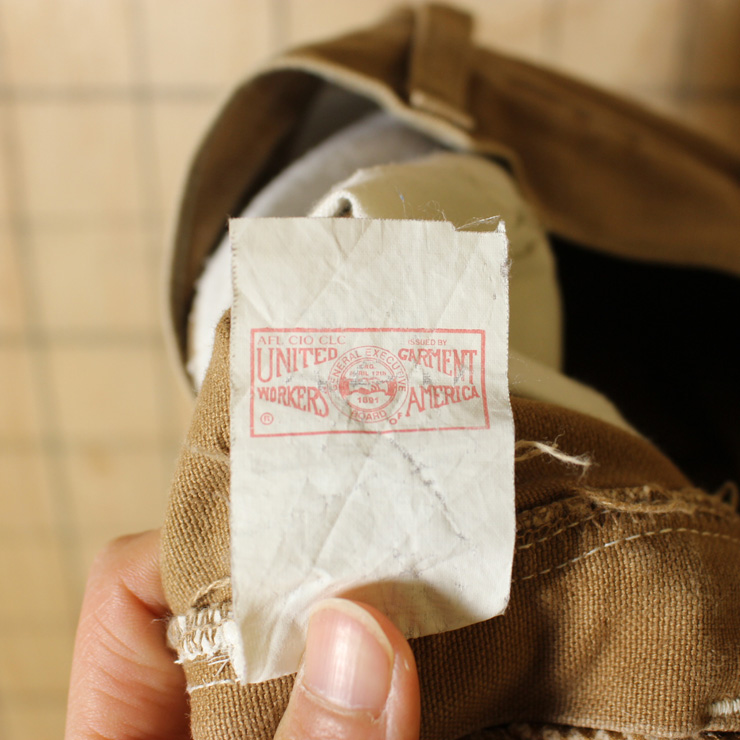 AFL CIO CLC ISSUED BY
UNITED GARMENT
WORKERS OF AMERICA
GENERAL EXECUTIVE
BOARD
1891
®